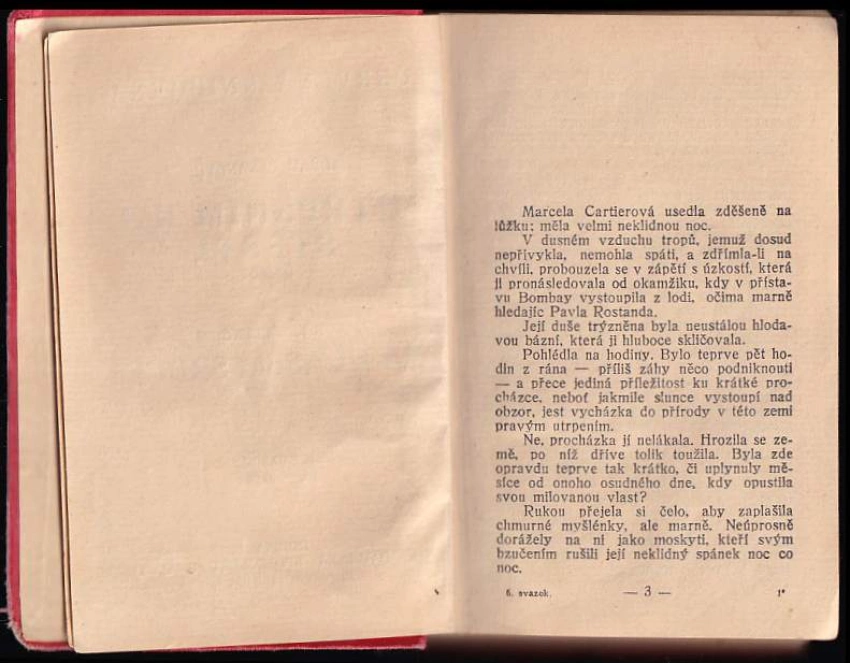 Marcela Cartierová usedla zděšeně na
lůžku; měla velmi neklidnou noc.
V dusném vzduchu tropů, jemuž dosud
nepřivykla, nemohla spáti, a zdřímla-li na
chvíli, probouzela se v zápětí s úzkostí, která
ji pronásledovala od okamžiku, kdy v přísta-
vu Bombay vystoupila z lodi, očima marně
hledajíc Pavla Rostanda.
Její duše trýzněna byla neustálou hloda-
vou bázní, která ji hluboce skličovala.
Pohlédla na hodiny. Bylo teprve pět ho-
din z rána — příliš záhy něco podniknouti
— a přece jediná příležitost ku krátké pro-
cházce, neboť jakmile slunce vystoupí nad
obzor, jest vycházka do přírody v této zemi
pravým utrpením.
Ne, procházka jí nelákala. Hrozila se ze-
mě, po níž dříve tolik toužila. Byla zde
opravdu teprve tak krátko, či uplynuly mě-
síce od onoho osudného dne, kdy opustila
svou milovanou vlast?
Rukou přejela si čelo, aby zaplašila
chmurné myšlénky, ale marně. Neúprosně
dorážely na ni jako moskyti, kteří svým
bzučením rušili její neklidný spánek noc co
noc.
6. svazek. — 3 — 1*